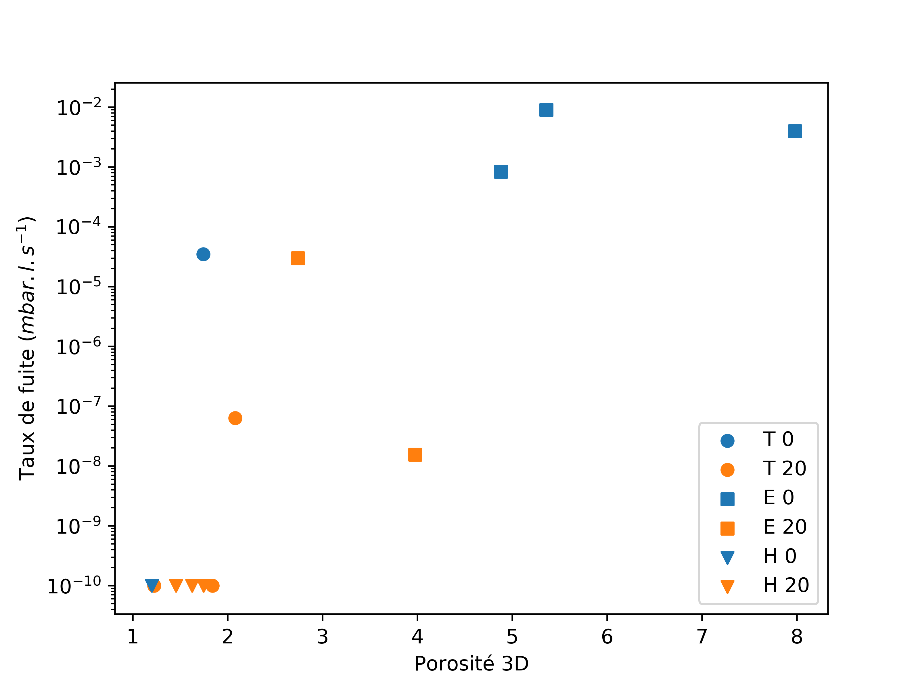 Taux de fuite (mbar.l.s⁻¹)
10⁻²
10⁻³
10⁻⁴
10⁻⁵
10⁻⁶
10⁻⁷
10⁻⁸
10⁻⁹
10⁻¹⁰
T 0
T 20
E 0
E 20
H 0
H 20
1 2 3 4 5 6 7 8
Porosité 3D